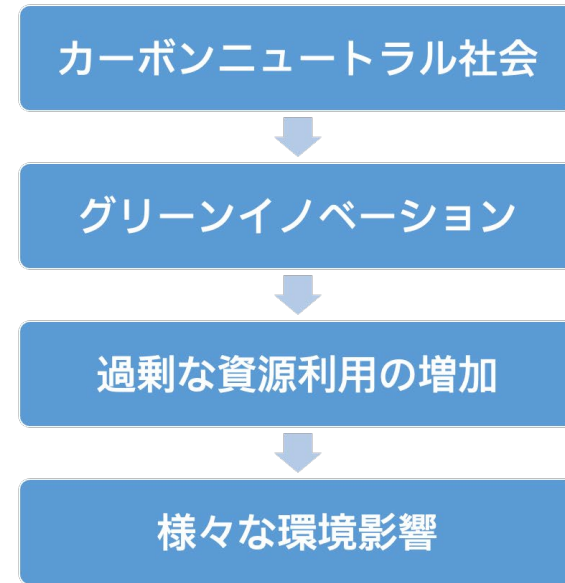 カーボンニュートラル社会
グリーンイノベーション
過剰な資源利用の増加
様々な環境影響